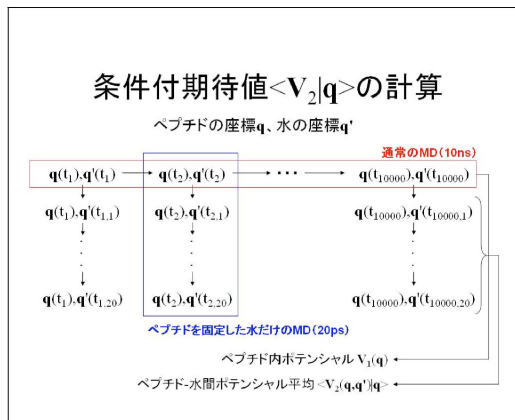 条件付期待値<V₂|q>の計算
ペプチドの座標q、水の座標q'
通常のMD(10ns)
q(t₁),q'(t₁) → q(t₂),q'(t₂) → ・・・ → q(t₁₀₀₀₀),q'(t₁₀₀₀₀)
q(t₁),q'(t₁,₁) q(t₂),q'(t₂,₁) q(t₁₀₀₀₀),q'(t₁₀₀₀₀,₁)
q(t₁),q'(t₁,₂₀) q(t₂),q'(t₂,₂₀) q(t₁₀₀₀₀),q'(t₁₀₀₀₀,₂₀)
ペプチドを固定した水だけのMD(20ps)
ペプチド内ポテンシャル V₁(q)
ペプチド-水間ポテンシャル平均 <V₂(q,q')|q>